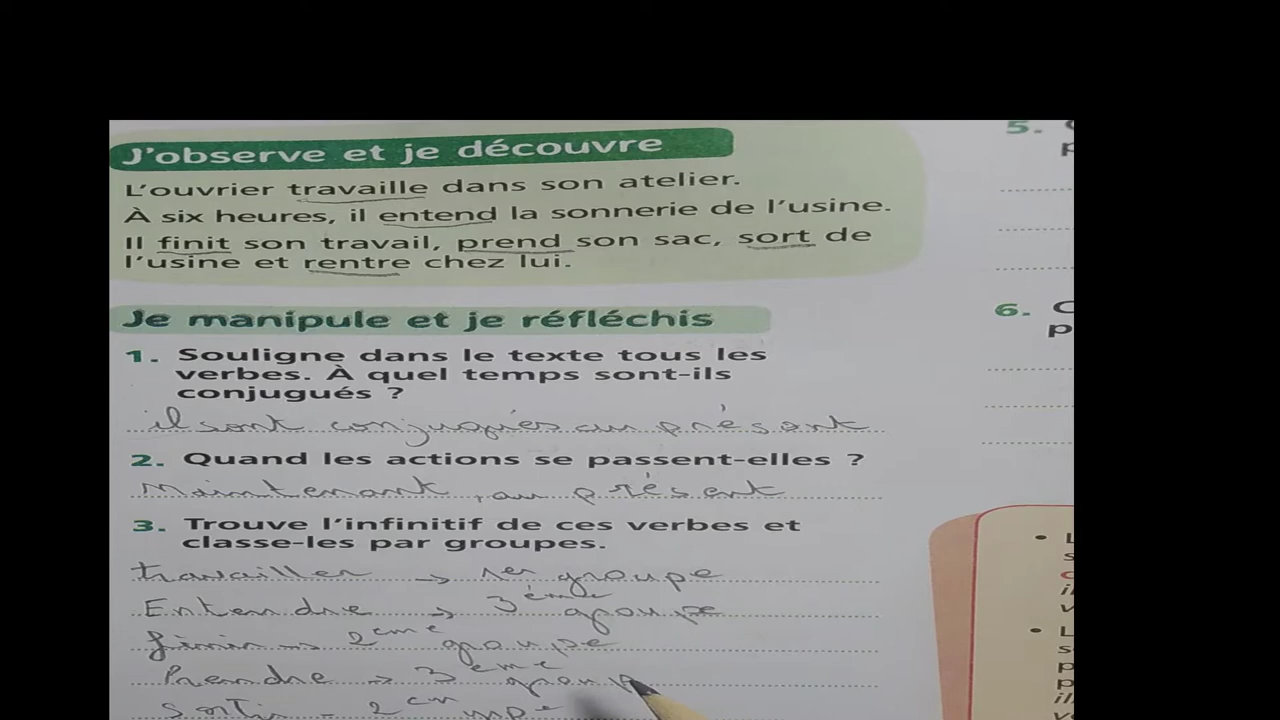 J'observe et je découvre
L'ouvrier travaille dans son atelier.
À six heures, il entend la sonnerie de l'usine.
Il finit son travail, prend son sac, sort de
l'usine et rentre chez lui.
Je manipule et je réfléchis
1. Souligne dans le texte tous les
verbes. À quel temps sont-ils
conjugués ?
il sont conjugués au présent
2. Quand les actions se passent-elles ?
Maintenant, au présent
3. Trouve l'infinitif de ces verbes et
classe-les par groupes.
travailler → 1er groupe
Entendre → 3ème groupe
finir → 2ème groupe
Prendre → 3ème group
Sortir
5.
6.